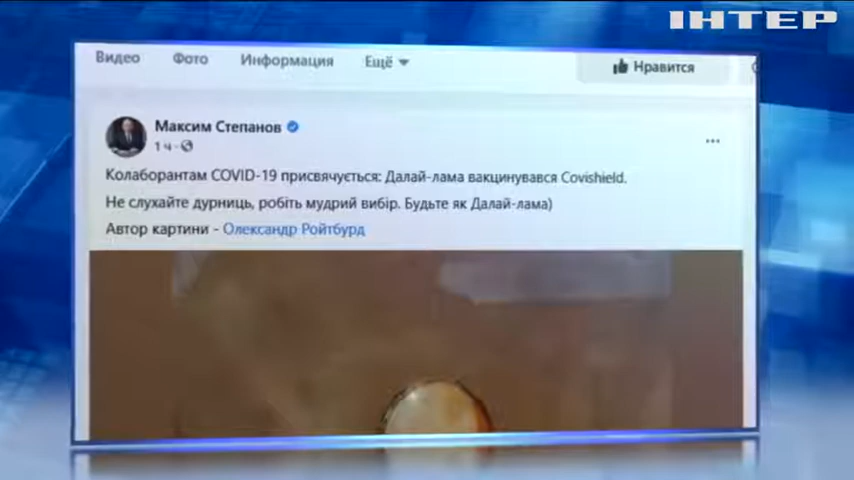 ІНТЕР
Видео Фото Информация Ещё Нравится
Максим Степанов
1 ч ·
Колаборантам COVID-19 присвячується: Далай-лама вакцинувався Covishield.
Не слухайте дурниць, робіть мудрий вибір. Будьте як Далай-лама)
Автор картини - Олександр Ройтбурд